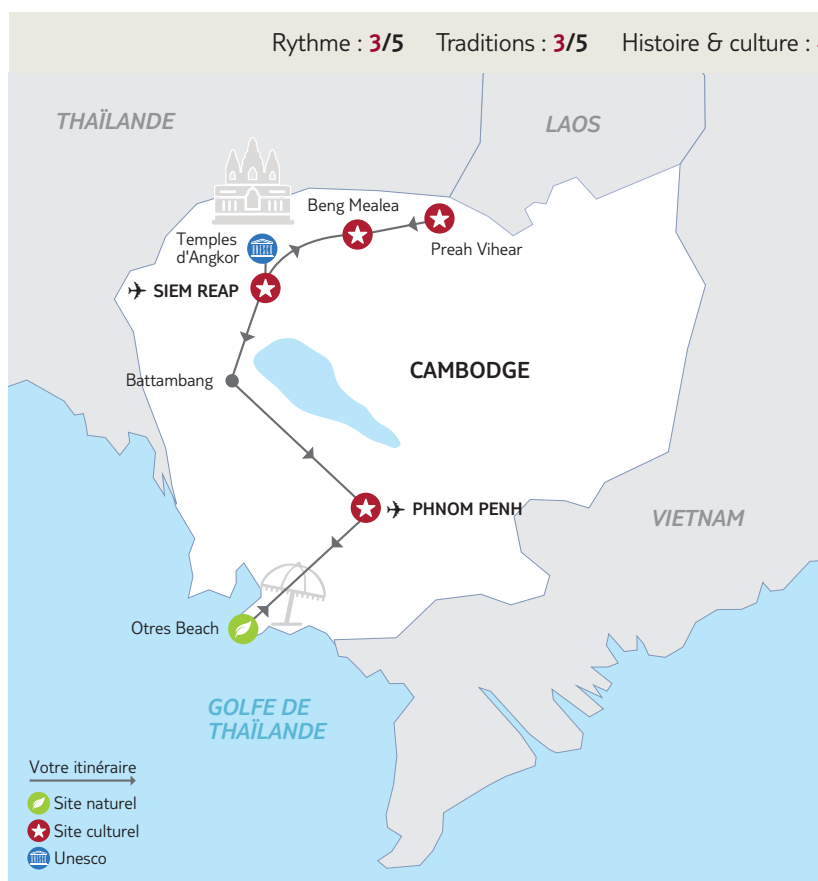 Rythme : 3/5 Traditions : 3/5 Histoire & culture :
THAÏLANDE
LAOS
Beng Mealea
Temples
d'Angkor
Preah Vihear
SIEM REAP
CAMBODGE
Battambang
PHNOM PENH
VIETNAM
Otres Beach
GOLFE DE
THAÏLANDE
Votre itinéraire
Site naturel
Site culturel
Unesco